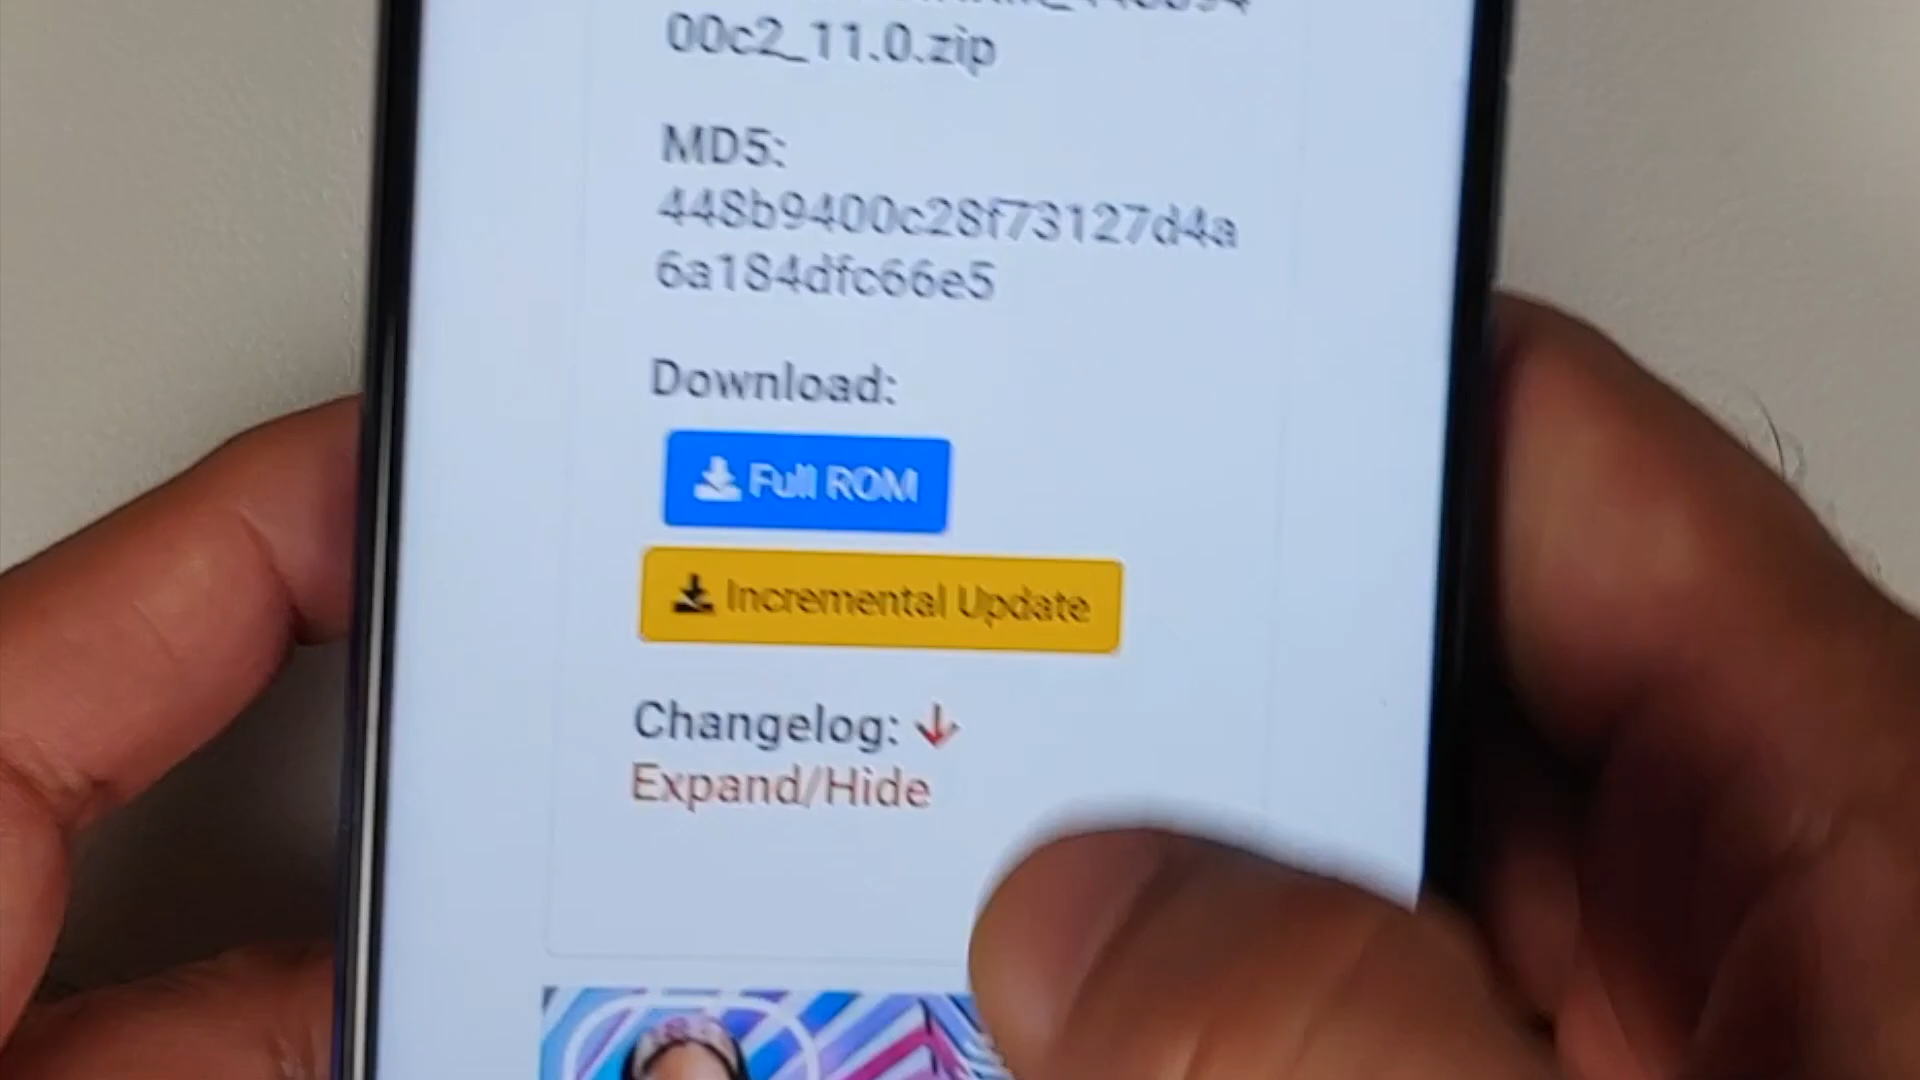 00c2_11.0.zip
MD5:
448b9400c28f73127d4a
6a184dfc66e5
Download:
Full ROM
Incremental Update
Changelog:
Expand/Hide